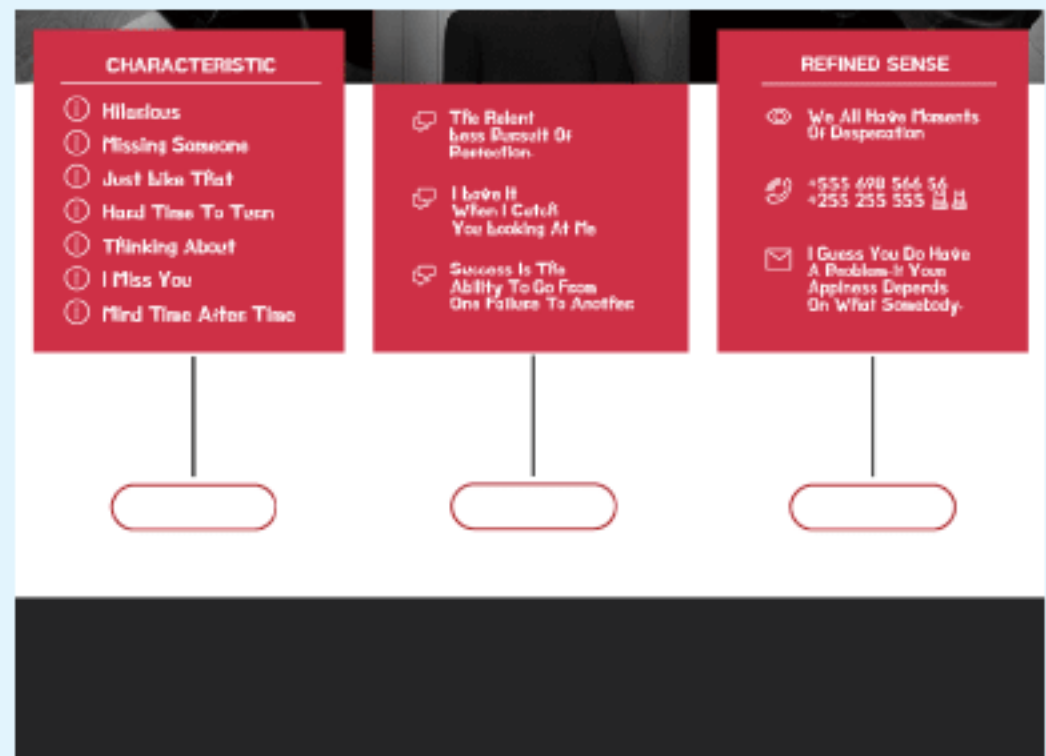 CHARACTERISTIC
Hilarious
Missing Someone
Just Like That
Hard Time To Turn
Thinking About
I Miss You
Mind Time After Time
The Relent
Less Pursuit Of
Perfection.
I Love It
When I Catch
You Looking At Me
Success Is The
Ability To Go From
One Failure To Another.
REFINED SENSE
We All Have Moments
Of Desperation
+555 698 566 56
+255 255 555
I Guess You Do Have
A Problem-If Your
Appiness Depends
On What Somebody.